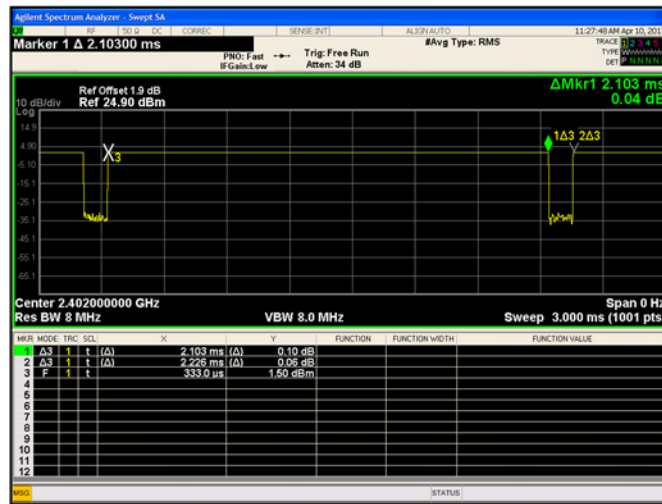 Agilent Spectrum Analyzer - Swept SA
RF 50 Ω DC CORREC SENSE:INT ALIGN AUTO 11:27:48 AM Apr 10, 201
Marker 1 Δ 2.10300 ms #Avg Type: RMS TRACE 1 2 3 4 5
PNO: Fast Trig: Free Run TYPE
IFGain:Low Atten: 34 dB DET P N N N N
ΔMkr1 2.103 ms
0.04 dB
Ref Offset 1.9 dB
10 dB/div Ref 24.90 dBm
Log
14.9
4.90
-5.10
-15.1
-25.1
-35.1
-45.1
-55.1
-65.1
3
1Δ3 2Δ3
Center 2.402000000 GHz Span 0 Hz
Res BW 8 MHz VBW 8.0 MHz Sweep 3.000 ms (1001 pts
MKR MODE TRC SCL X Y FUNCTION FUNCTION WIDTH FUNCTION VALUE
1 Δ3 1 t (Δ) 2.103 ms (Δ) 0.10 dB
2 Δ3 1 t (Δ) 2.226 ms (Δ) 0.06 dB
3 F 1 t 333.0 µs 1.50 dBm
4
5
6
7
8
9
10
11
12
MSG STATUS